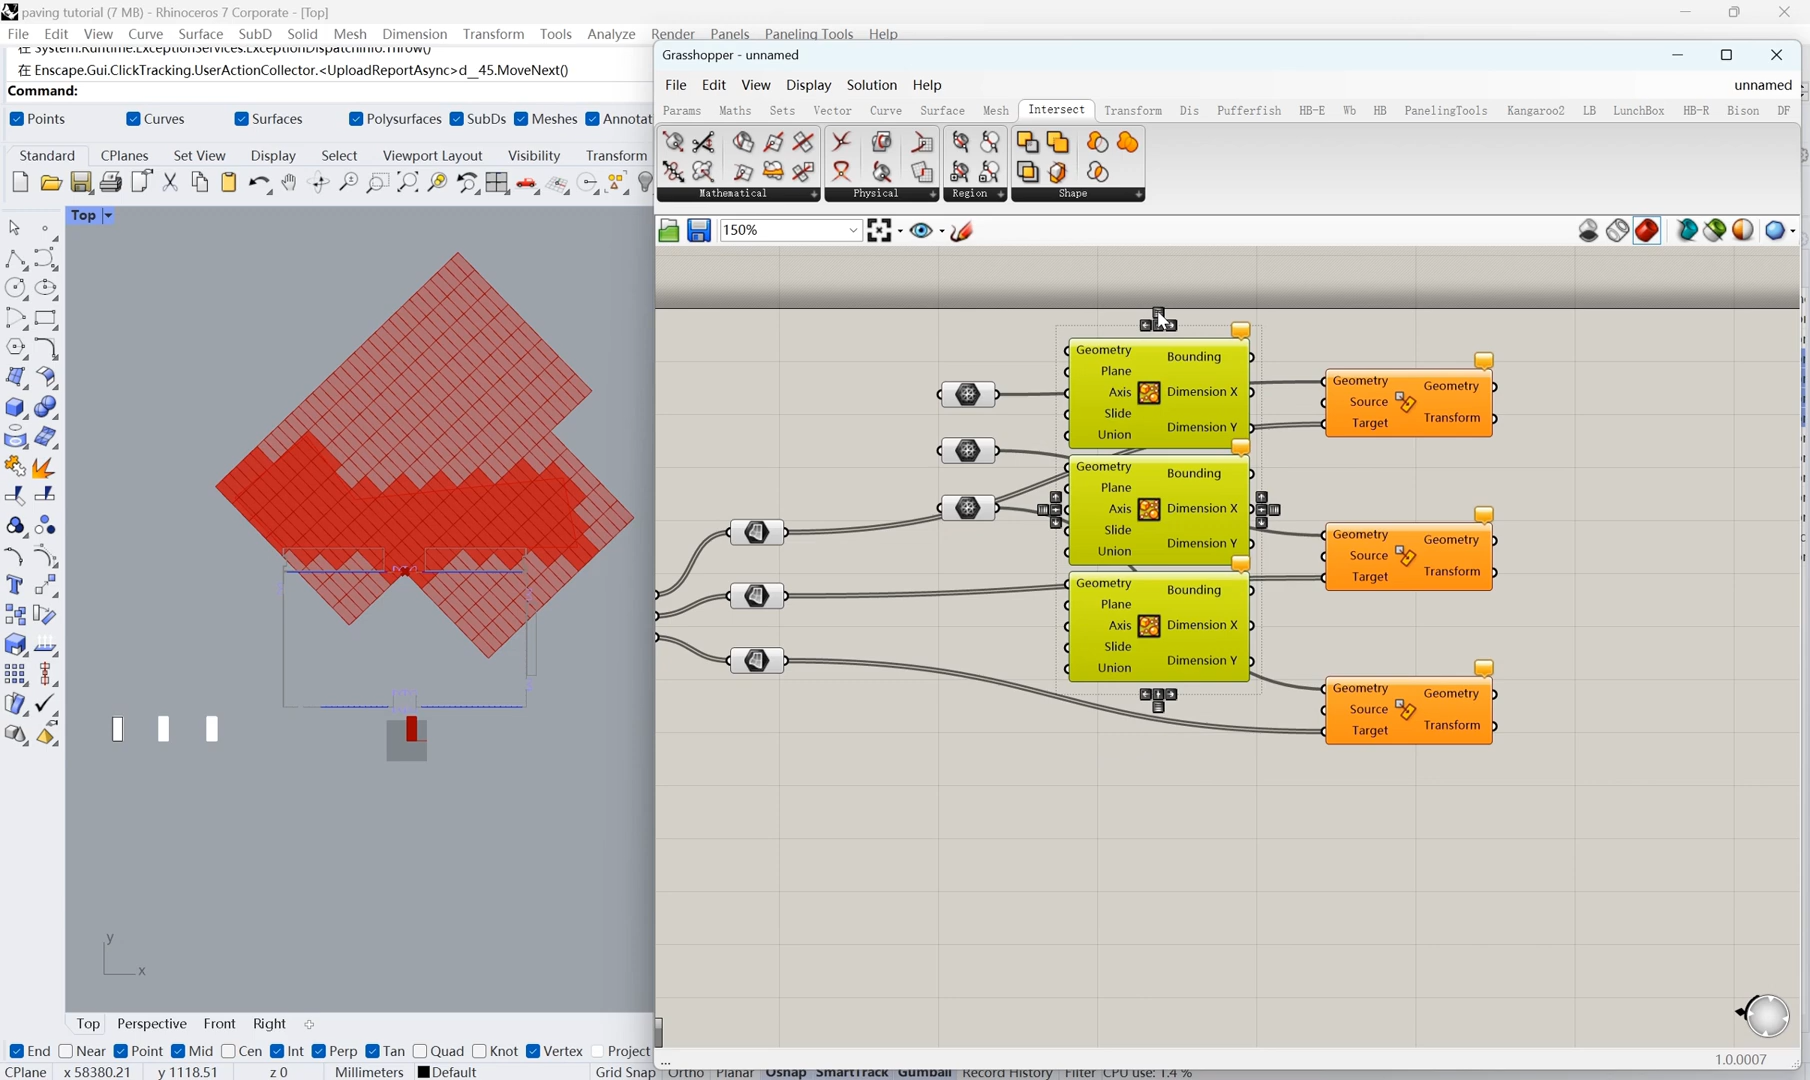 paving tutorial (7 MB) - Rhinoceros 7 Corporate - [Top]
File Edit View Curve Surface SubD Solid Mesh Dimension Transform Tools Analyze Render Panels Paneling Tools Help
在 System.Runtime.ExceptionServices.ExceptionDispatchInfo.Throw()
在 Enscape.Gui.ClickTracking.UserActionCollector.<UploadReportAsync>d__45.MoveNext()
Command:
Points Curves Surfaces Polysurfaces SubDs Meshes Annotat
Standard CPlanes Set View Display Select Viewport Layout Visibility Transform
Top
y
x
Top Perspective Front Right
End Near Point Mid Cen Int Perp Tan Quad Knot Vertex Project
CPlane x 58380.21 y 1118.51 z 0 Millimeters Default Grid Snap Ortho Planar Osnap SmartTrack Gumball Record History Filter CPU use: 1.4 %
Grasshopper - unnamed
File Edit View Display Solution Help unnamed
Params Maths Sets Vector Curve Surface Mesh Intersect Transform Dis Pufferfish HB-E Wb HB PanelingTools Kangaroo2 LB LunchBox HB-R Bison DF
Mathematical Physical Region Shape
150%
Geometry
Plane
Axis
Slide
Union
Bounding
Dimension X
Dimension Y
Geometry
Source
Target
Geometry
Transform
Geometry
Plane
Axis
Slide
Union
Bounding
Dimension X
Dimension Y
Geometry
Source
Target
Geometry
Transform
Geometry
Plane
Axis
Slide
Union
Bounding
Dimension X
Dimension Y
Geometry
Source
Target
Geometry
Transform
...
1.0.0007